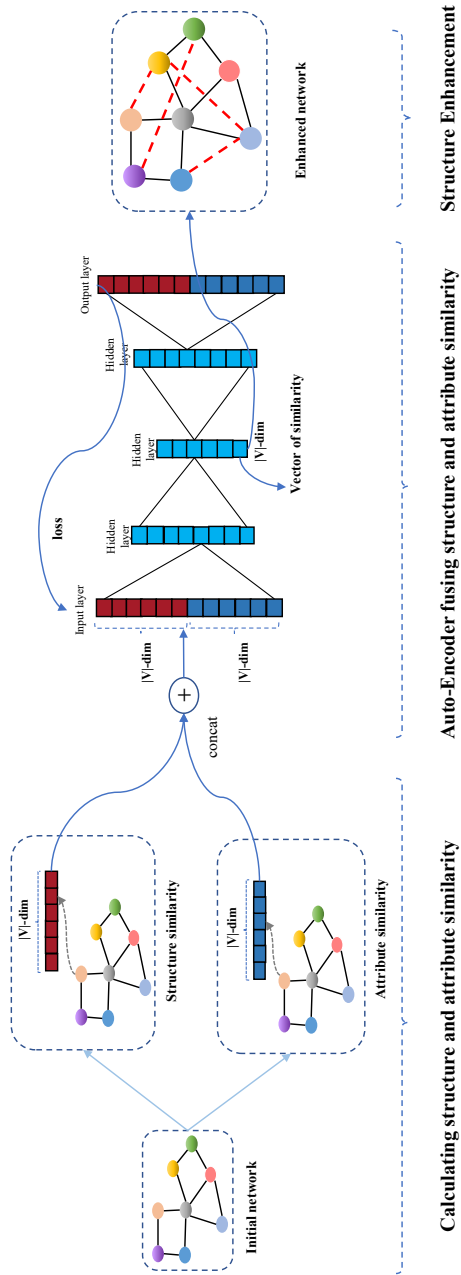 Initial network
|V|-dim
Structure similarity
|V|-dim
Attribute similarity
Calculating structure and attribute similarity
+
concat
|V|-dim
|V|-dim
Input layer
loss
Hidden
layer
Hidden
layer
|V|-dim
Vector of similarity
Hidden
layer
Output layer
Auto-Encoder fusing structure and attribute similarity
Enhanced network
Structure Enhancement